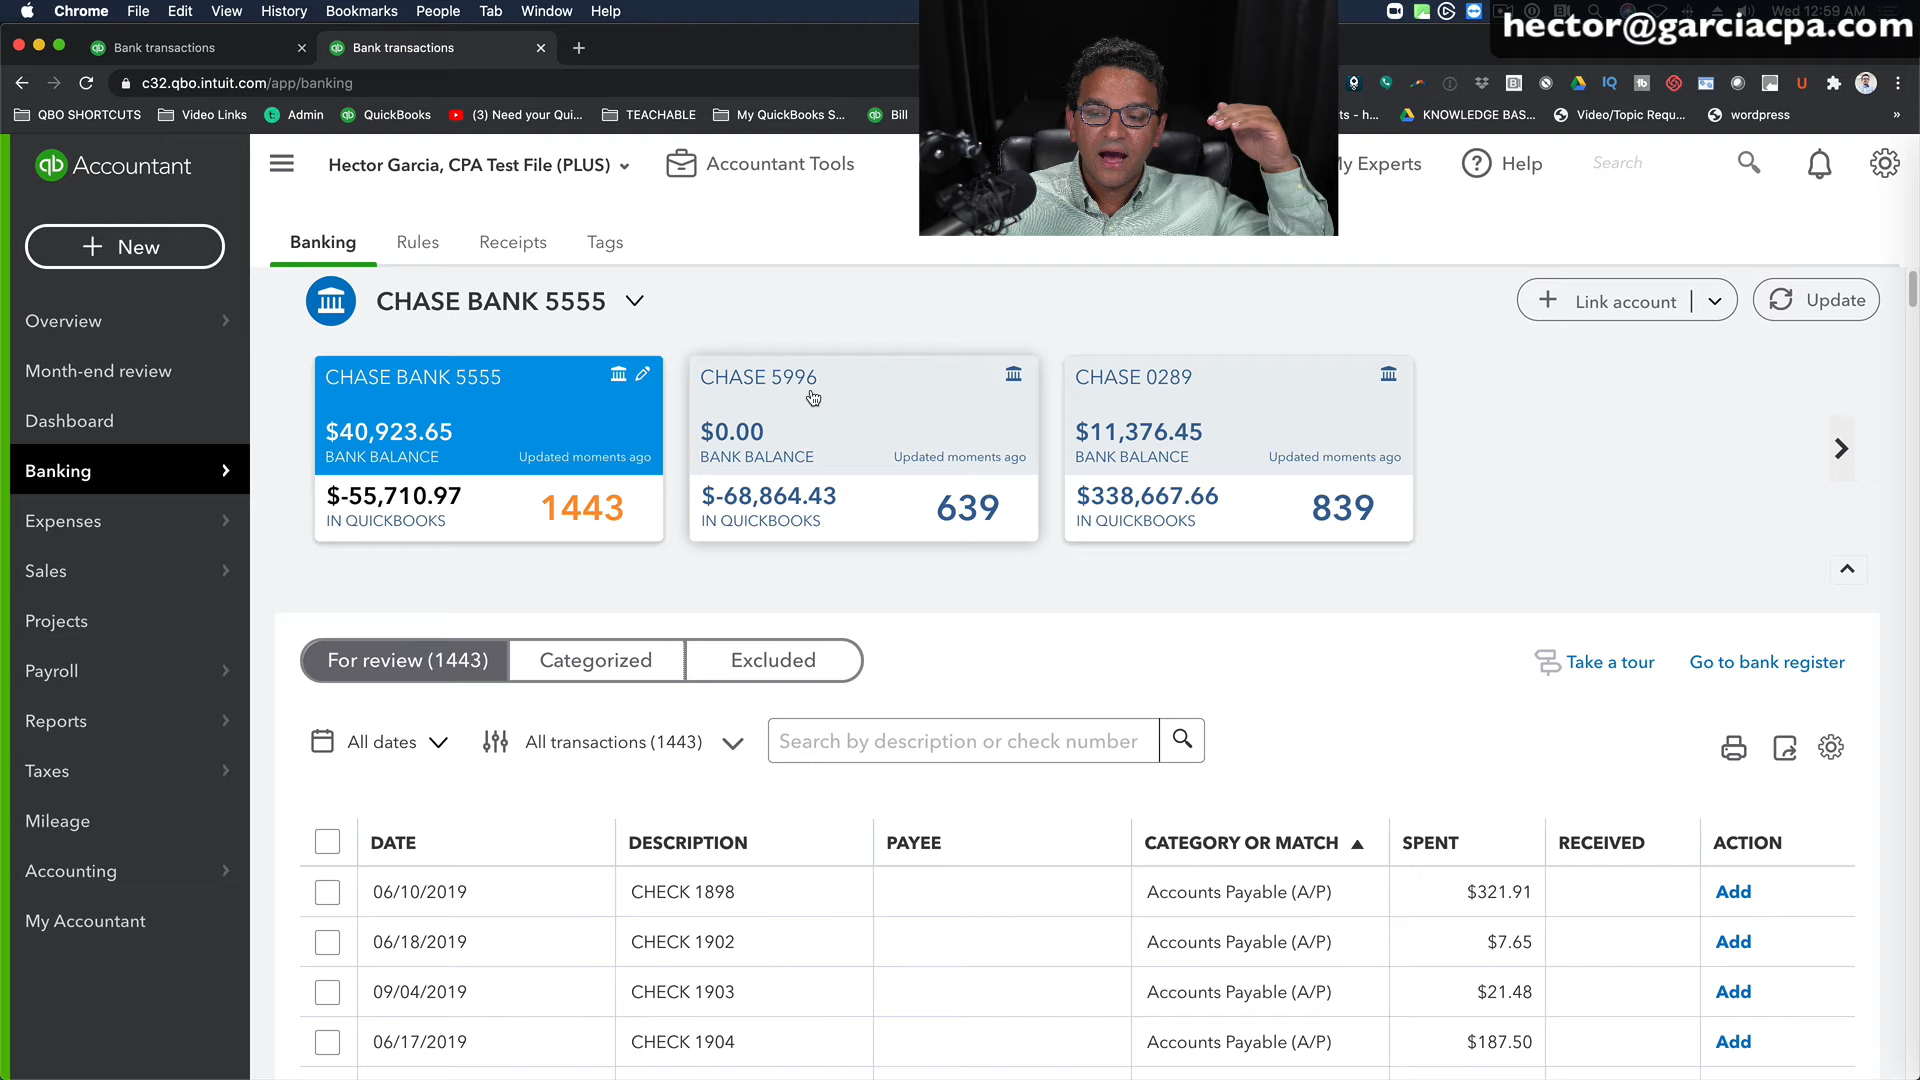 Chrome File Edit View History Bookmarks People Tab Window Help
Wed 12:59 AM
hector@garciacpa.com
Bank transactions
Bank transactions
c32.qbo.intuit.com/app/banking
QBO SHORTCUTS Video Links Admin QuickBooks (3) Need your Qui... TEACHABLE My QuickBooks S... Bill
ts - h... KNOWLEDGE BAS... Video/Topic Requ... wordpress »
qb Accountant
Hector Garcia, CPA Test File (PLUS) Accountant Tools
My Experts Help Search
+ New
Banking Rules Receipts Tags
CHASE BANK 5555
+ Link account Update
Overview
Month-end review
Dashboard
Banking
Expenses
Sales
Projects
Payroll
Reports
Taxes
Mileage
Accounting
My Accountant
CHASE BANK 5555
$40,923.65
BANK BALANCE Updated moments ago
$-55,710.97
IN QUICKBOOKS
1443
CHASE 5996
$0.00
BANK BALANCE Updated moments ago
$-68,864.43
IN QUICKBOOKS
639
CHASE 0289
$11,376.45
BANK BALANCE Updated moments ago
$338,667.66
IN QUICKBOOKS
839
For review (1443) Categorized Excluded
Take a tour Go to bank register
All dates All transactions (1443) Search by description or check number
DATE DESCRIPTION PAYEE CATEGORY OR MATCH ▲ SPENT RECEIVED ACTION
06/10/2019 CHECK 1898 Accounts Payable (A/P) $321.91 Add
06/18/2019 CHECK 1902 Accounts Payable (A/P) $7.65 Add
09/04/2019 CHECK 1903 Accounts Payable (A/P) $21.48 Add
06/17/2019 CHECK 1904 Accounts Payable (A/P) $187.50 Add